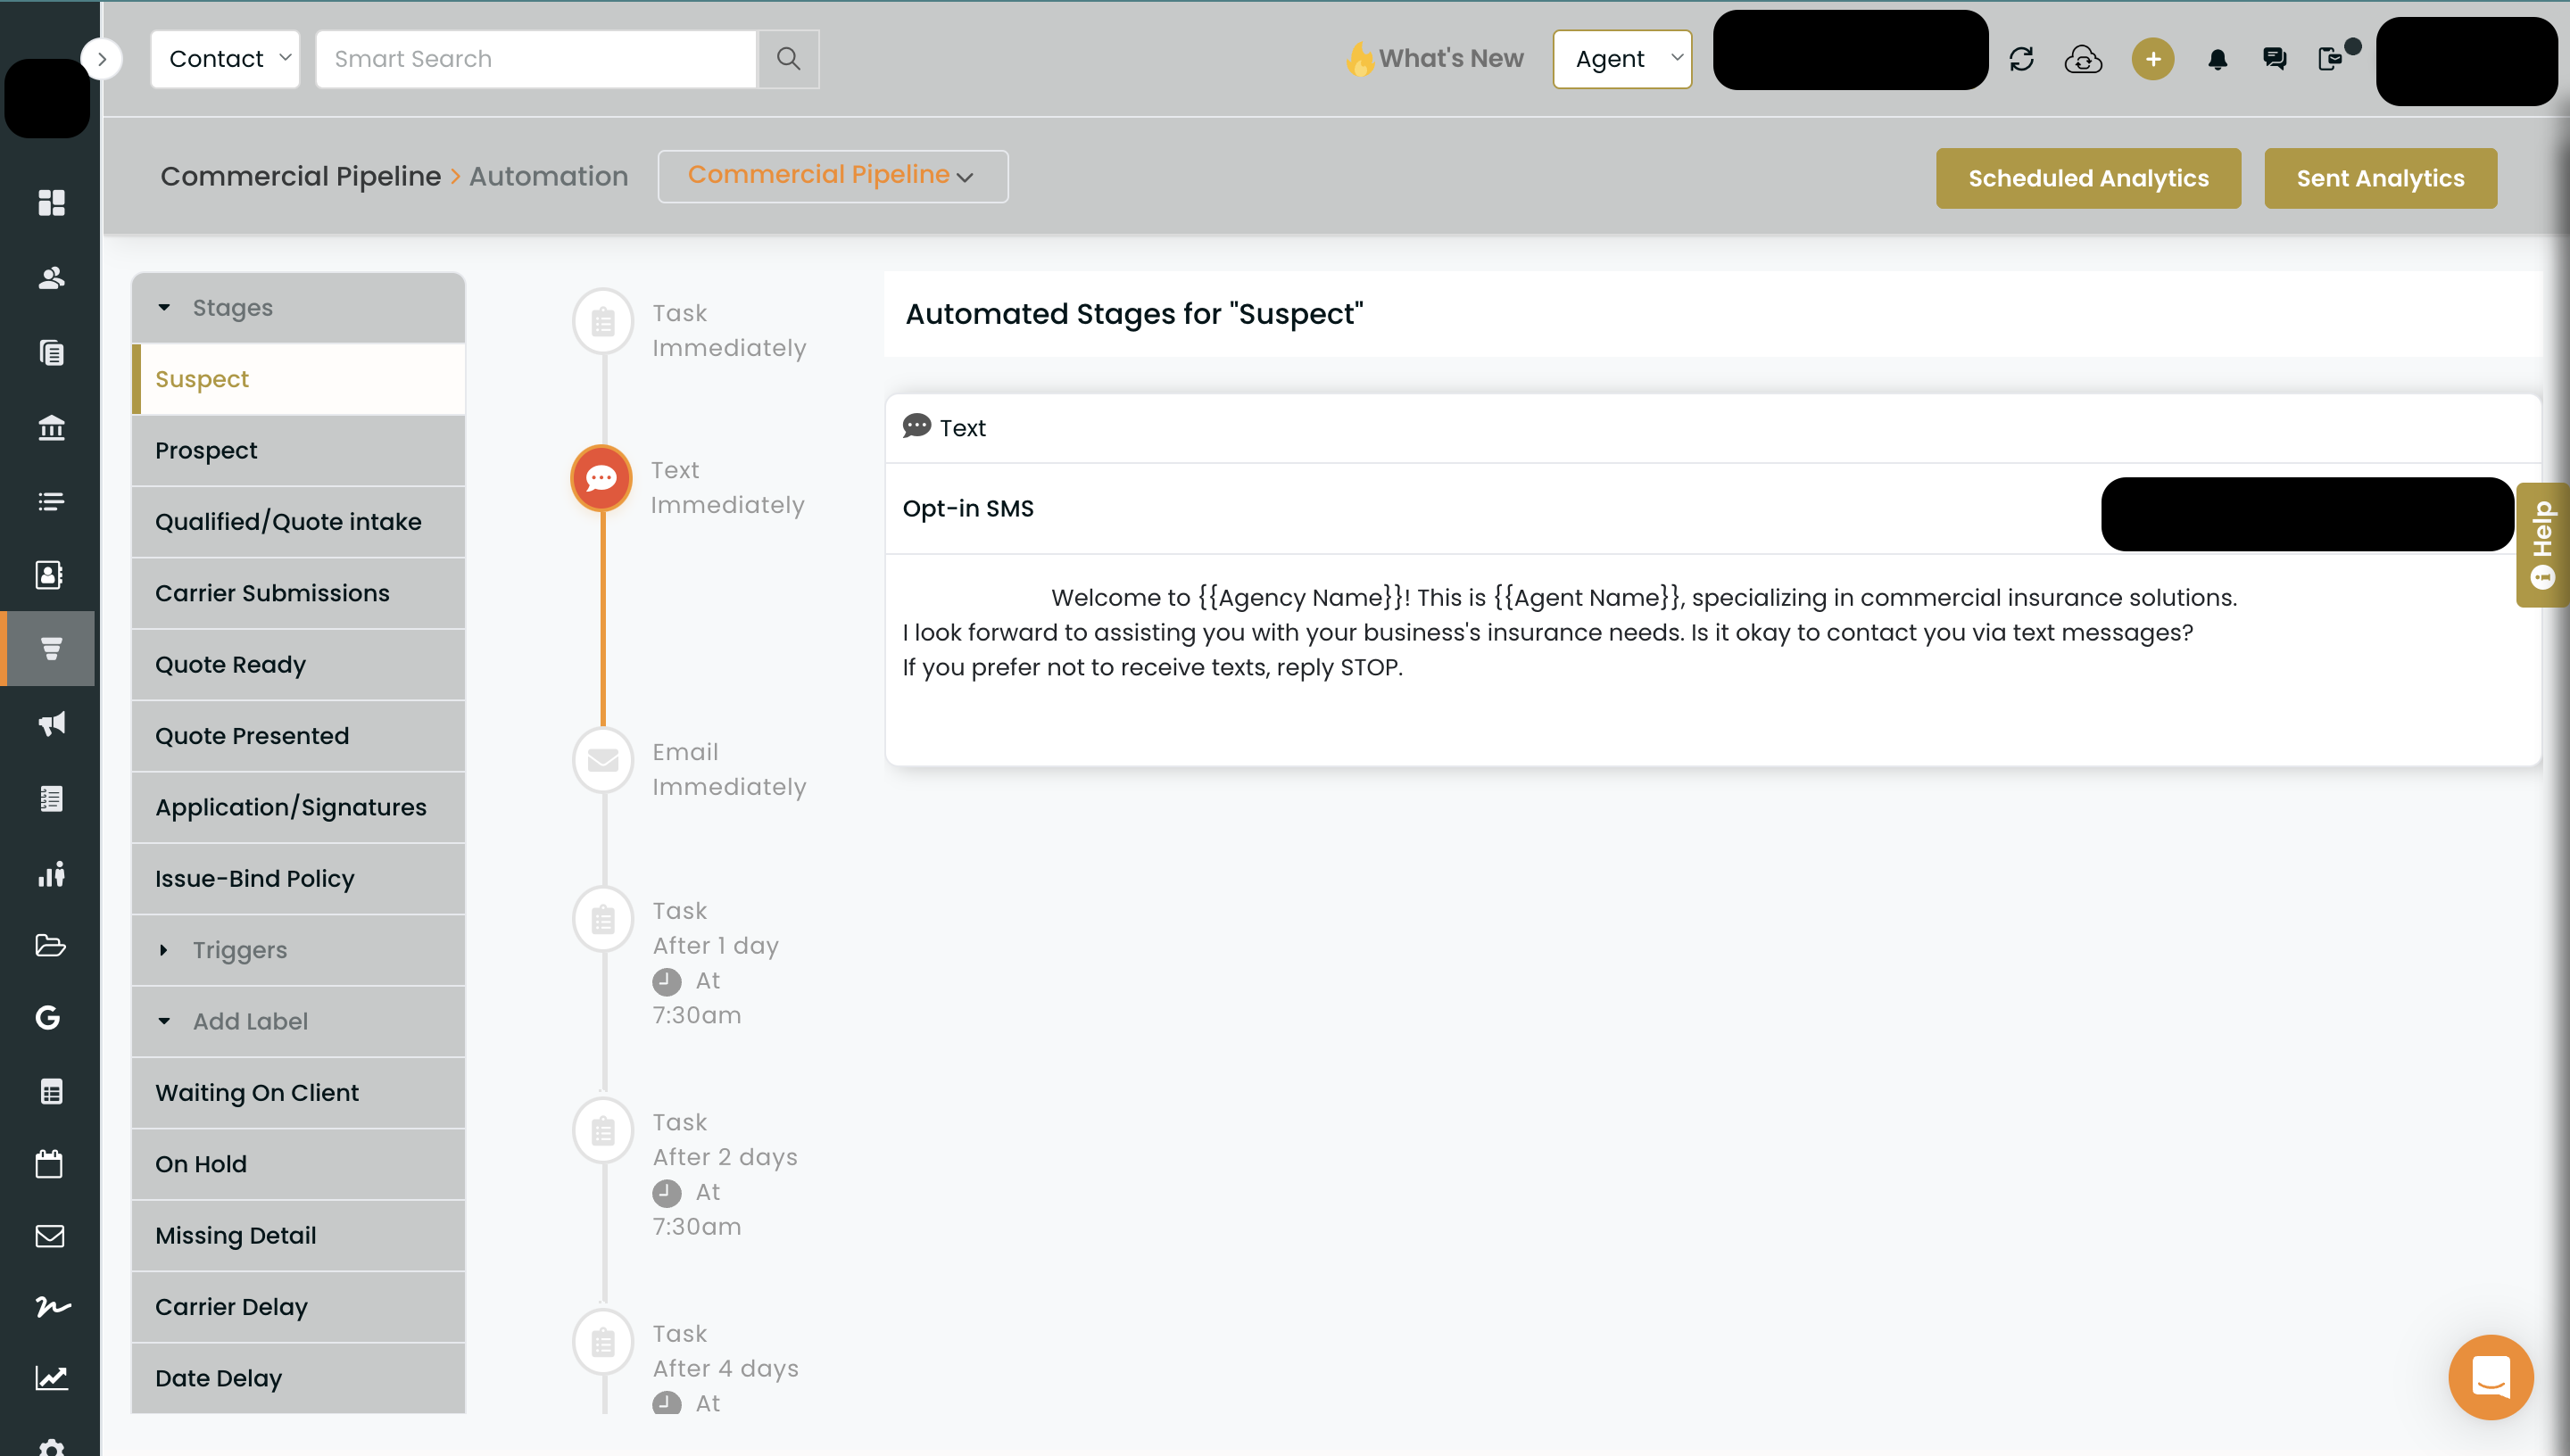 Contact
Smart Search
What's New
Agent
Commercial Pipeline > Automation
Commercial Pipeline
Scheduled Analytics
Sent Analytics
Stages
Suspect
Prospect
Qualified/Quote intake
Carrier Submissions
Quote Ready
Quote Presented
Application/Signatures
Issue-Bind Policy
Triggers
Add Label
Waiting On Client
On Hold
Missing Detail
Carrier Delay
Date Delay
Task
Immediately
Text
Immediately
Email
Immediately
Task
After 1 day
At
7:30am
Task
After 2 days
At
7:30am
Task
After 4 days
At
Automated Stages for "Suspect"
Text
Opt-in SMS
Welcome to {{Agency Name}}! This is {{Agent Name}}, specializing in commercial insurance solutions.
I look forward to assisting you with your business's insurance needs. Is it okay to contact you via text messages?
If you prefer not to receive texts, reply STOP.
Help